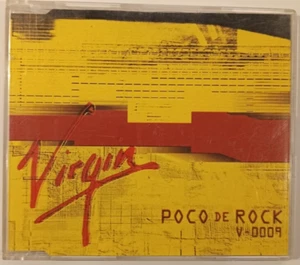 Virgin
POCO DE ROCK
V-0009